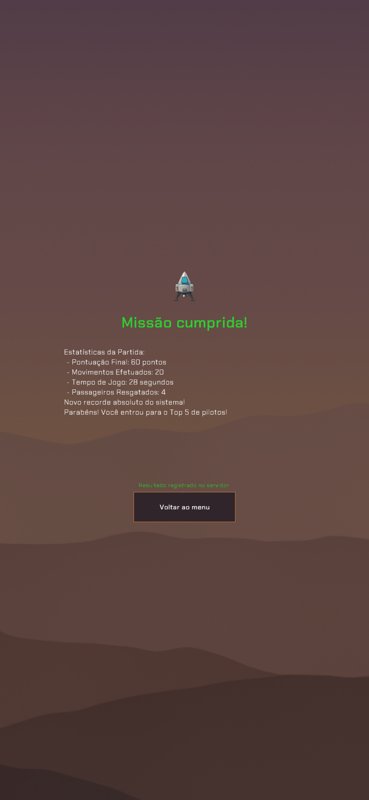 Missão cumprida!
Estatísticas da Partida:
- Pontuação Final: 60 pontos
- Movimentos Efetuados: 20
- Tempo de Jogo: 28 segundos
- Passageiros Resgatados: 4
Novo recorde absoluto do sistema!
Parabéns! Você entrou para o Top 5 de pilotos!
Resultado registrado no servidor
Voltar ao menu